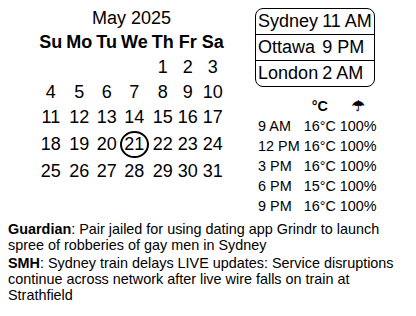 May 2025
Su Mo Tu We Th Fr Sa
1 2 3
4 5 6 7 8 9 10
11 12 13 14 15 16 17
18 19 20 21 22 23 24
25 26 27 28 29 30 31
Sydney 11 AM
Ottawa 9 PM
London 2 AM
°C ☂
9 AM 16°C 100%
12 PM 16°C 100%
3 PM 16°C 100%
6 PM 15°C 100%
9 PM 16°C 100%
Guardian: Pair jailed for using dating app Grindr to launch
spree of robberies of gay men in Sydney
SMH: Sydney train delays LIVE updates: Service disruptions
continue across network after live wire falls on train at
Strathfield